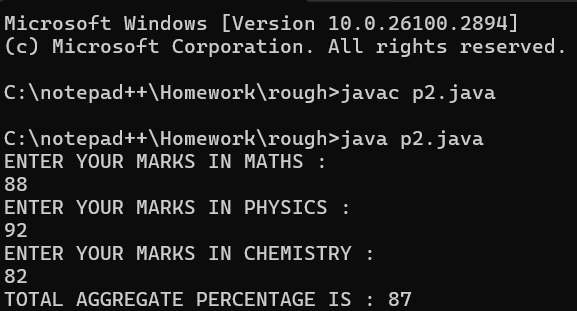 Microsoft Windows [Version 10.0.26100.2894]
(c) Microsoft Corporation. All rights reserved.
C:\notepad++\Homework\rough>javac p2.java
C:\notepad++\Homework\rough>java p2.java
ENTER YOUR MARKS IN MATHS :
88
ENTER YOUR MARKS IN PHYSICS :
92
ENTER YOUR MARKS IN CHEMISTRY :
82
TOTAL AGGREGATE PERCENTAGE IS : 87